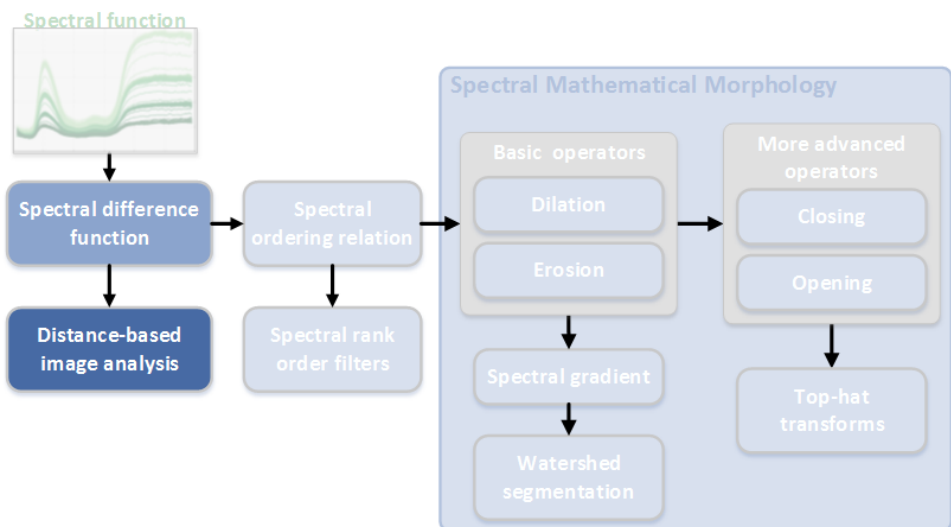 Spectral function
Spectral Mathematical Morphology
Basic operators
More advanced
operators
Spectral difference
function
Spectral
ordering relation
Dilation
Closing
Erosion
Opening
Distance-based
image analysis
Spectral rank
order filters
Spectral gradient
Top-hat
transforms
Watershed
segmentation